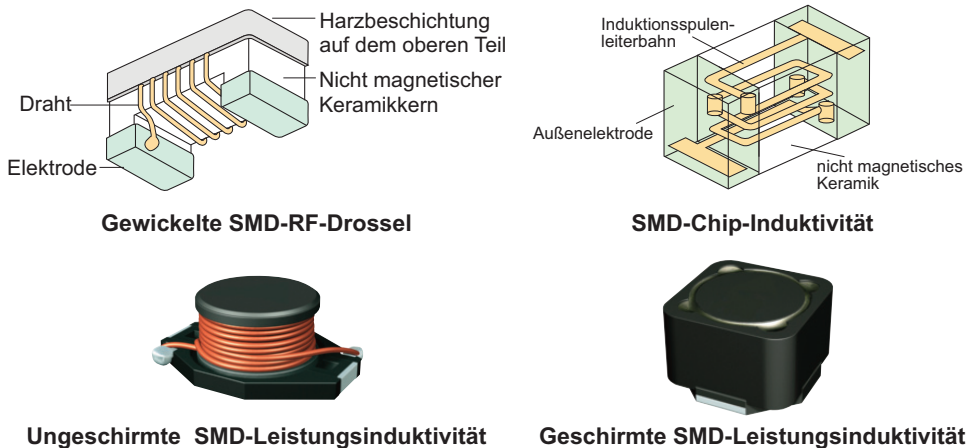 Harzbeschichtung
auf dem oberen Teil
Nicht magnetischer
Keramikkern
Draht
Elektrode
Gewickelte SMD-RF-Drossel
Induktionsspulen-
leiterbahn
Außenelektrode
nicht magnetisches
Keramik
SMD-Chip-Induktivität
Ungeschirmte SMD-Leistungsinduktivität
Geschirmte SMD-Leistungsinduktivität